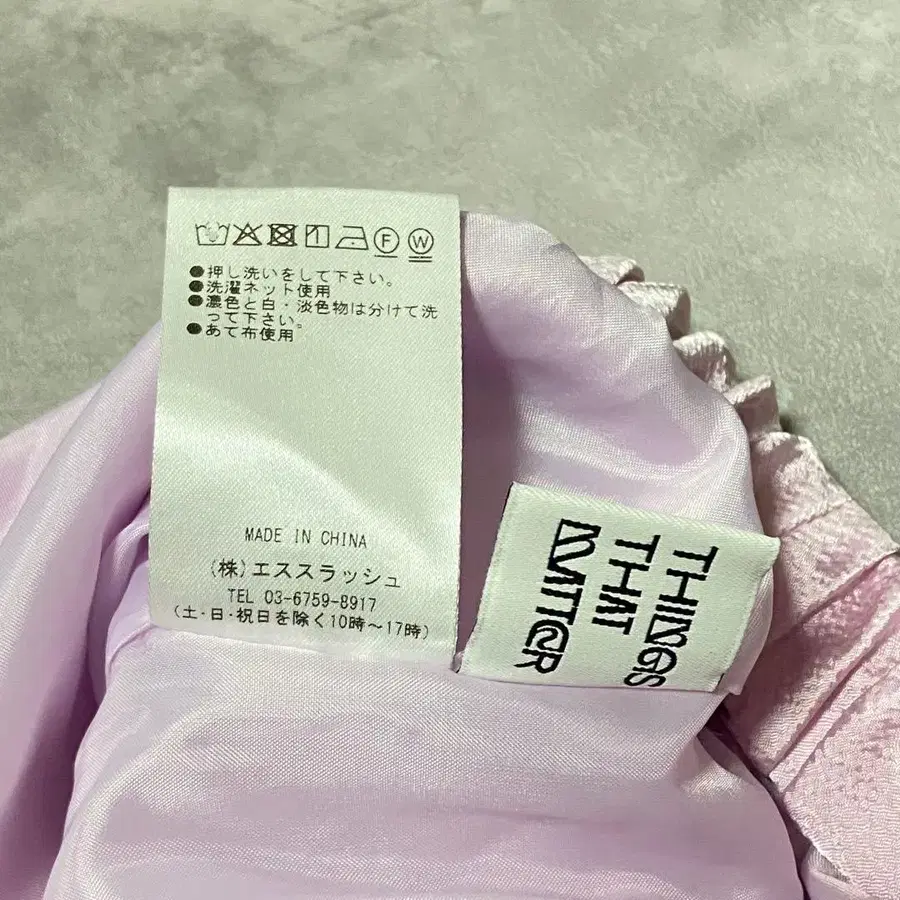 F W
●押し洗いをして下さい。
●洗濯ネット使用
●濃色と白・淡色物は分けて洗
って下さい。
●あて布使用
MADE IN CHINA
(株)エススラッシュ
TEL 03-6759-8917
(土・日・祝日を除く10時～17時)
THINGS
THAT
MATTER